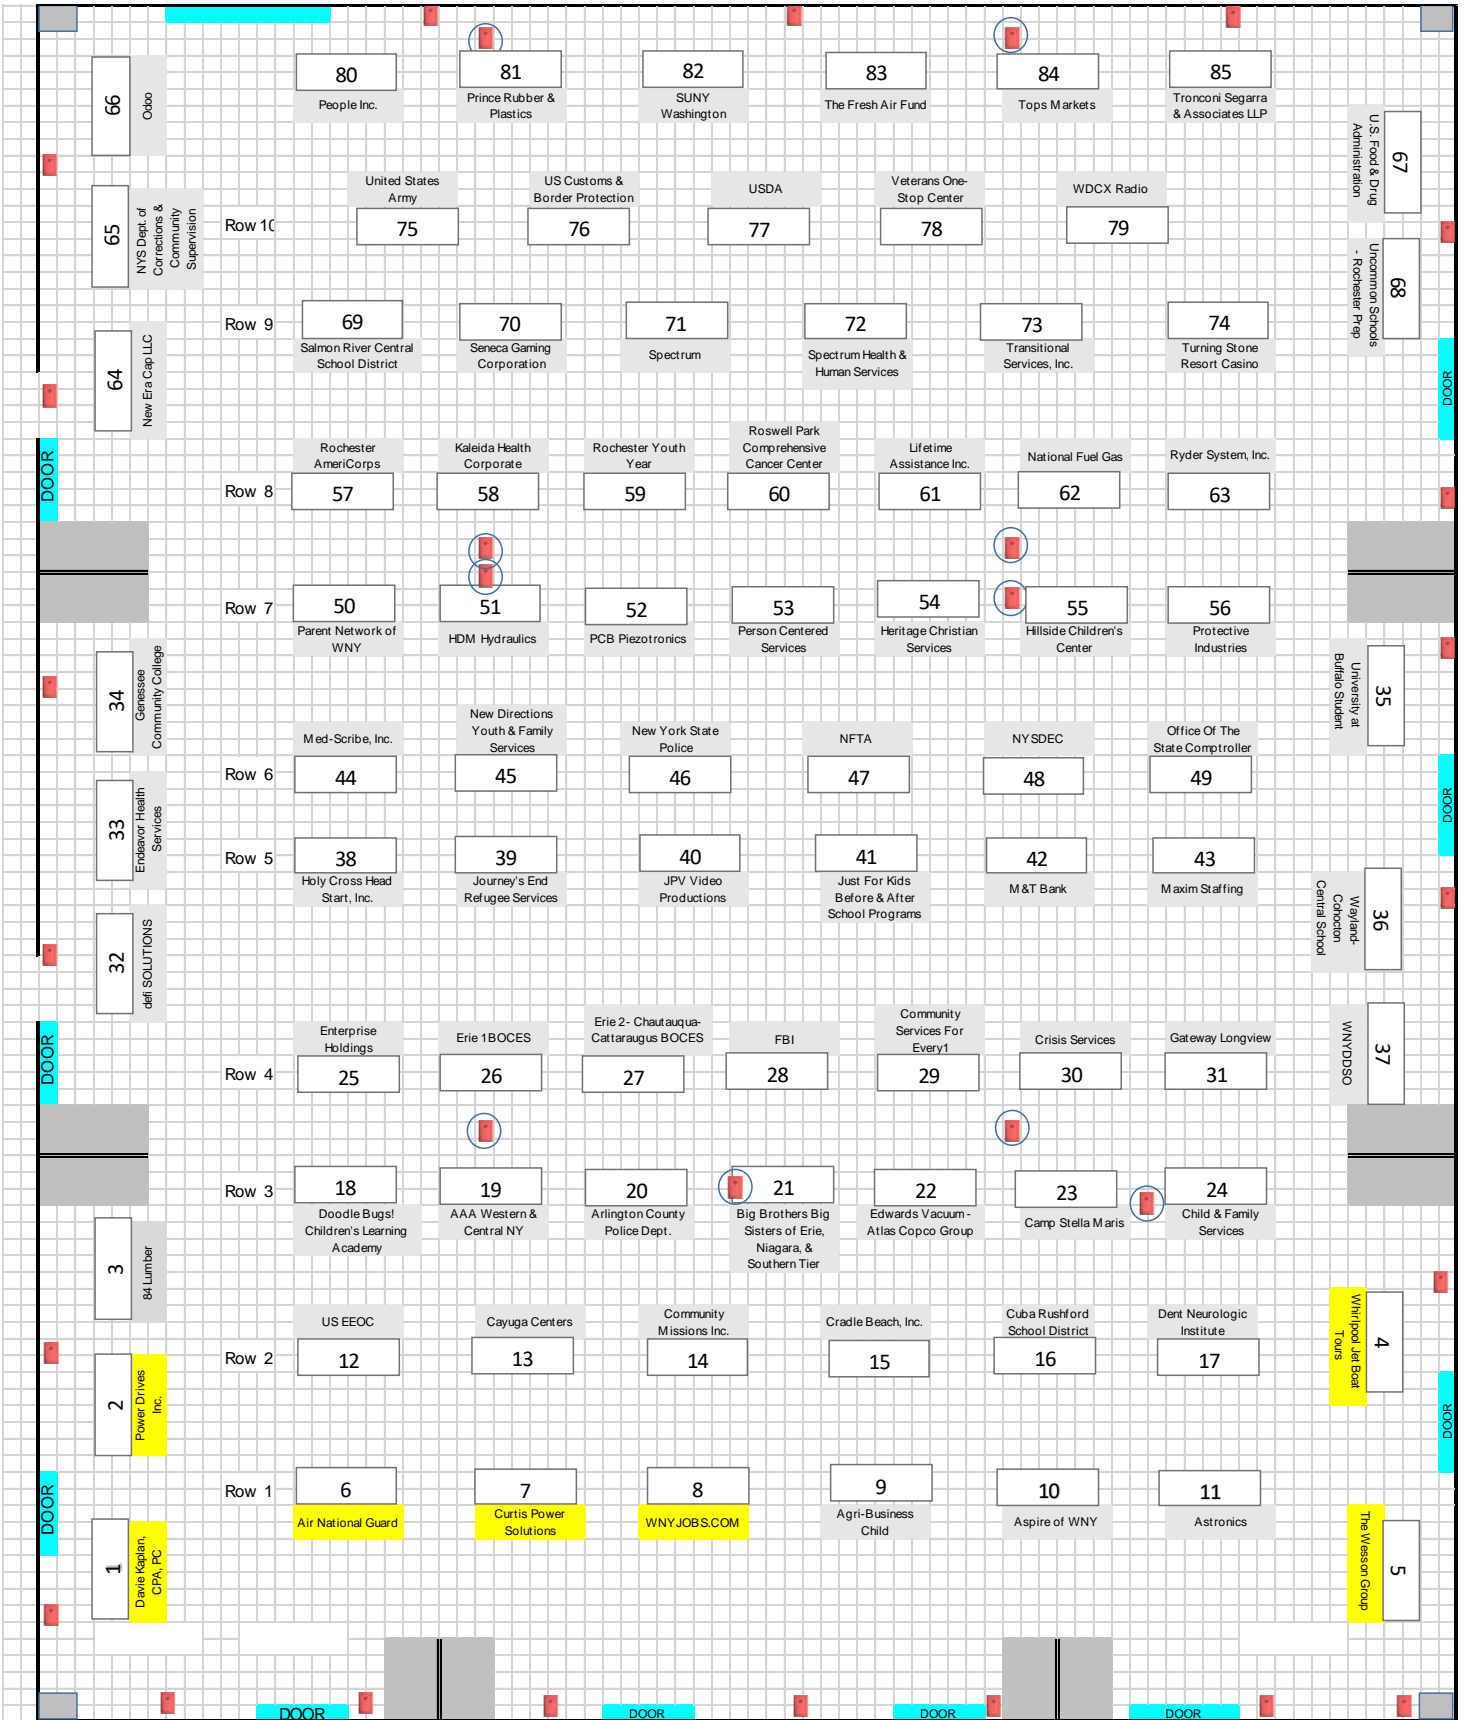 80
81
82
83
84
85
People Inc.
Prince Rubber &
Plastics
SUNY
Washington
The Fresh Air Fund
Tops Markets
Tronconi Segarra
& Associates LLP
66
Odoo
67
U.S. Food & Drug
Administration
United States
Army
US Customs &
Border Protection
USDA
Veterans One-
Stop Center
WDCX Radio
Row 10
75
76
77
78
79
65
NYS Dept. of
Corrections &
Community
Supervision
68
Uncommon Schools
- Rochester Prep
Row 9
69
70
71
72
73
74
Salmon River Central
School District
Seneca Gaming
Corporation
Spectrum
Spectrum Health &
Human Services
Transitional
Services, Inc.
Turning Stone
Resort Casino
64
New Era Cap LLC
DOOR
DOOR
Rochester
AmeriCorps
Kaleida Health
Corporate
Rochester Youth
Year
Roswell Park
Comprehensive
Cancer Center
Lifetime
Assistance Inc.
National Fuel Gas
Ryder System, Inc.
Row 8
57
58
59
60
61
62
63
Row 7
50
51
52
53
54
55
56
Parent Network of
WNY
HDM Hydraulics
PCB Piezotronics
Person Centered
Services
Heritage Christian
Services
Hillside Children's
Center
Protective
Industries
34
Genessee
Community College
35
University at
Buffalo Student
Med-Scribe, Inc.
New Directions
Youth & Family
Services
New York State
Police
NFTA
NYSDEC
Office Of The
State Comptroller
Row 6
44
45
46
47
48
49
DOOR
33
Endeavor Health
Services
Row 5
38
39
40
41
42
43
Holy Cross Head
Start, Inc.
Journey's End
Refugee Services
JPV Video
Productions
Just For Kids
Before & After
School Programs
M&T Bank
Maxim Staffing
32
defi SOLUTIONS
36
Wayland-
Cohocton
Central School
37
WNYDDSO
DOOR
Enterprise
Holdings
Erie 1BOCES
Erie 2- Chautauqua-
Cattaraugus BOCES
FBI
Community
Services For
Every1
Crisis Services
Gateway Longview
Row 4
25
26
27
28
29
30
31
Row 3
18
19
20
21
22
23
24
Doodle Bugs!
Children's Learning
Academy
AAA Western &
Central NY
Arlington County
Police Dept.
Big Brothers Big
Sisters of Erie,
Niagara, &
Southern Tier
Edwards Vacuum -
Atlas Copco Group
Camp Stella Maris
Child & Family
Services
3
84 Lumber
4
Whirlpool Jet Boat
Tours
US EEOC
Cayuga Centers
Community
Missions Inc.
Cradle Beach, Inc.
Cuba Rushford
School District
Dent Neurologic
Institute
Row 2
12
13
14
15
16
17
2
Power Drives
Inc.
DOOR
DOOR
Row 1
6
7
8
9
10
11
Air National Guard
Curtis Power
Solutions
WNYJOBS.COM
Agri-Business
Child
Aspire of WNY
Astronics
1
Davie Kaplan,
CPA, PC
5
The Wesson Group
DOOR
DOOR
DOOR
DOOR